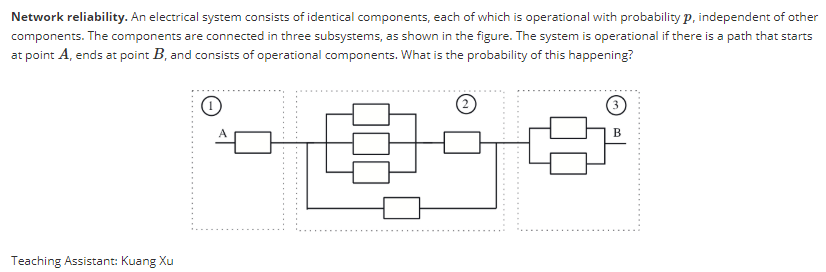 Network reliability. An electrical system consists of identical components, each of which is operational with probability p, independent of other
components. The components are connected in three subsystems, as shown in the figure. The system is operational if there is a path that starts
at point A, ends at point B, and consists of operational components. What is the probability of this happening?
1
2
3
A
B
Teaching Assistant: Kuang Xu